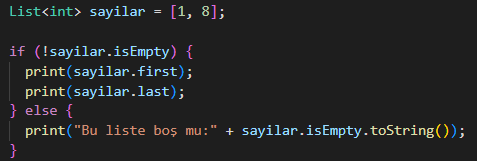 List<int> sayilar = [1, 8];
if (!sayilar.isEmpty) {
print(sayilar.first);
print(sayilar.last);
} else {
print("Bu liste boş mu:" + sayilar.isEmpty.toString());
}